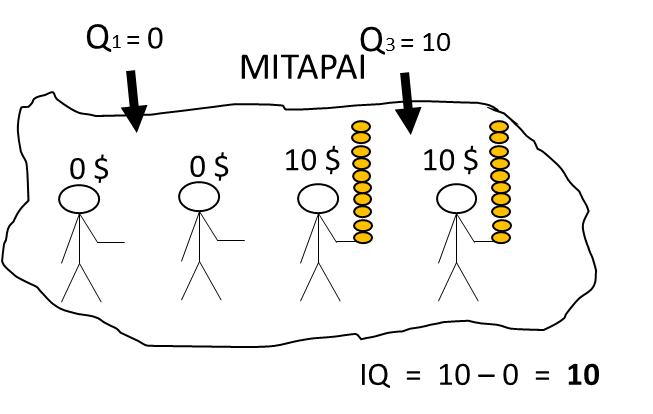 Q1 = 0
Q3 = 10
MITAPAI
0 $
0 $
10 $
10 $
IQ = 10 – 0 = 10